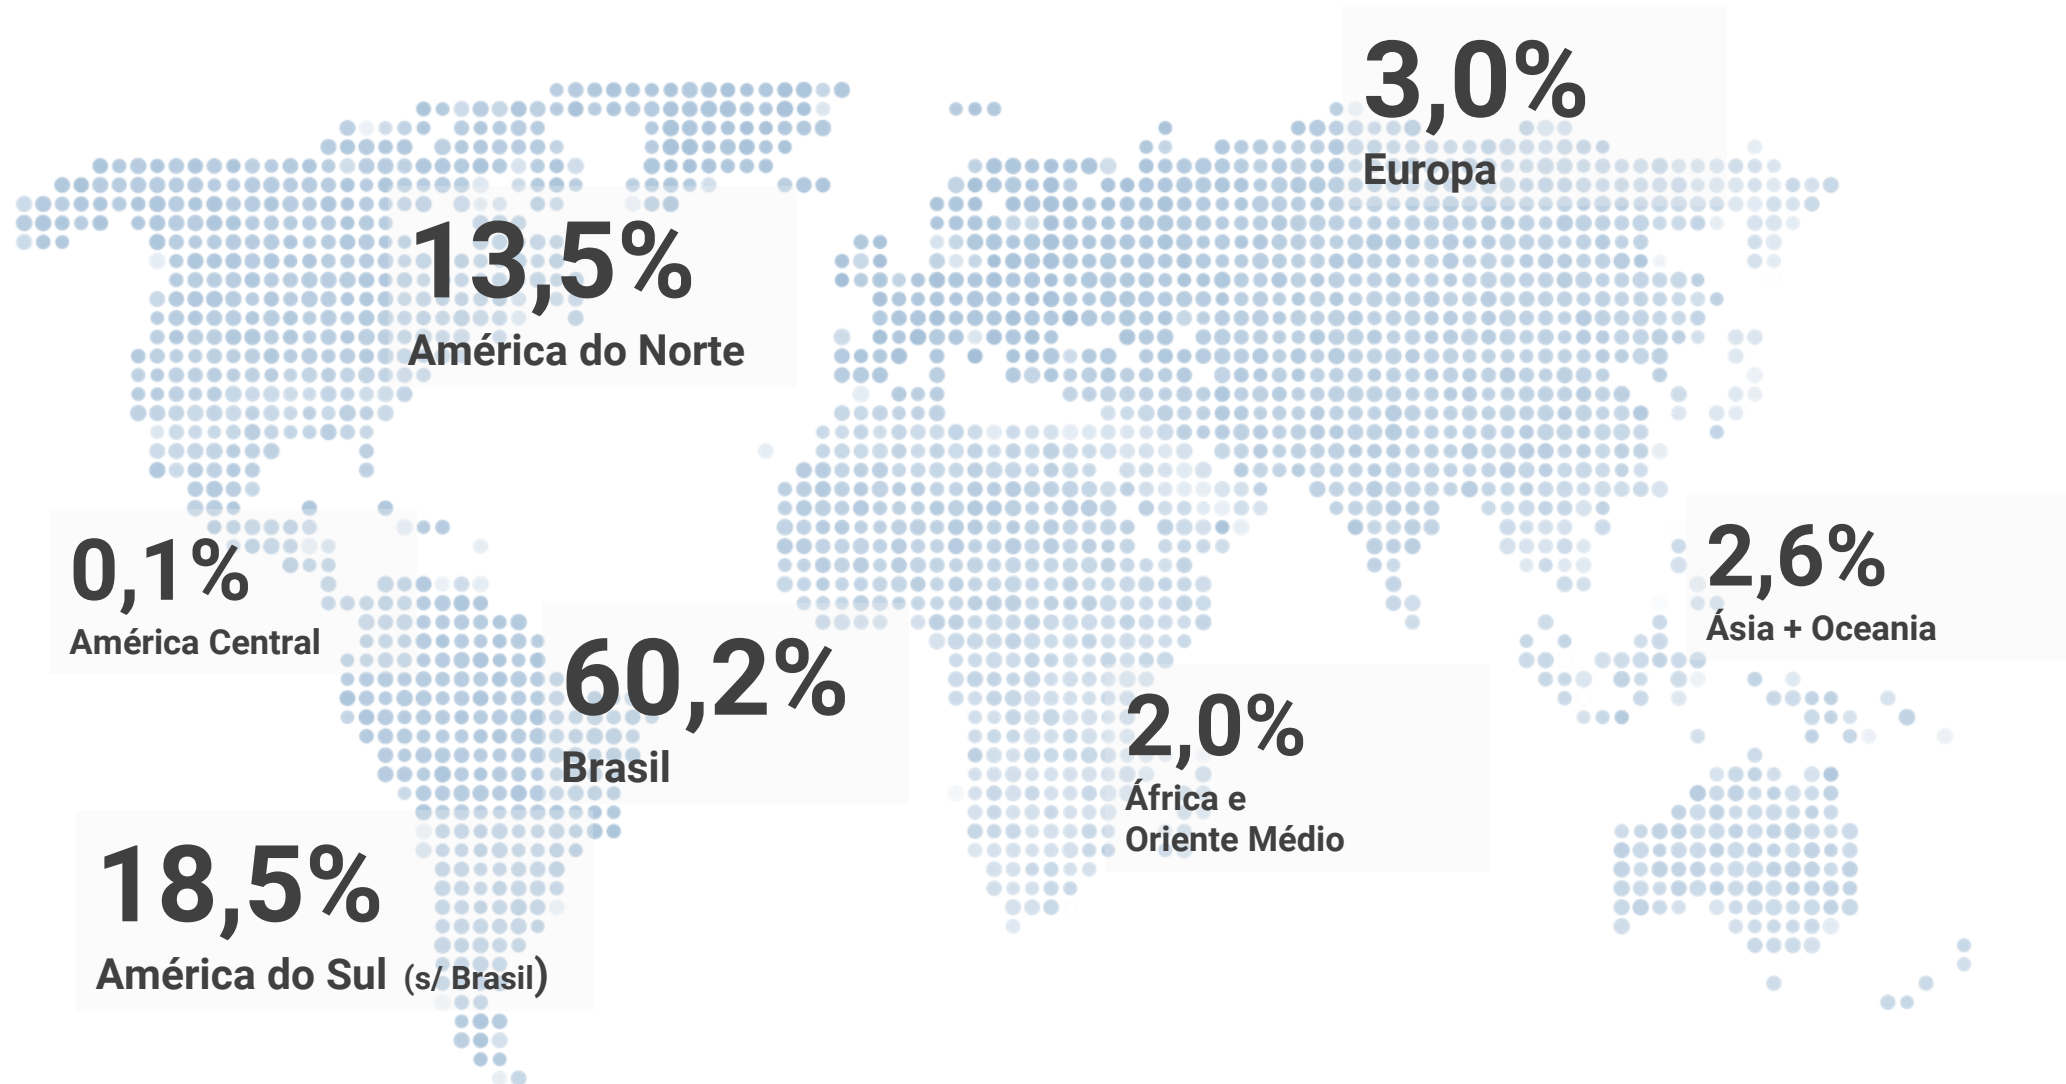 3,0%
Europa
13,5%
América do Norte
0,1%
América Central
2,6%
Ásia + Oceania
60,2%
Brasil
2,0%
África e
Oriente Médio
18,5%
América do Sul (s/ Brasil)